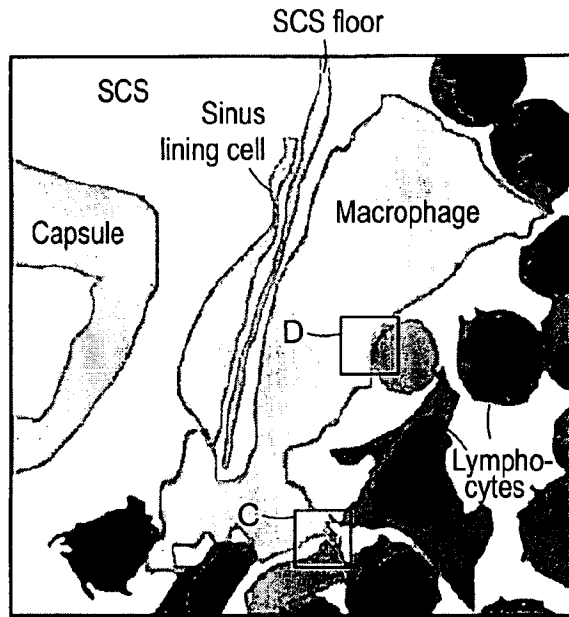 SCS floor
SCS
Sinus
lining cell
Capsule
Macrophage
D
Lympho-
cytes
C